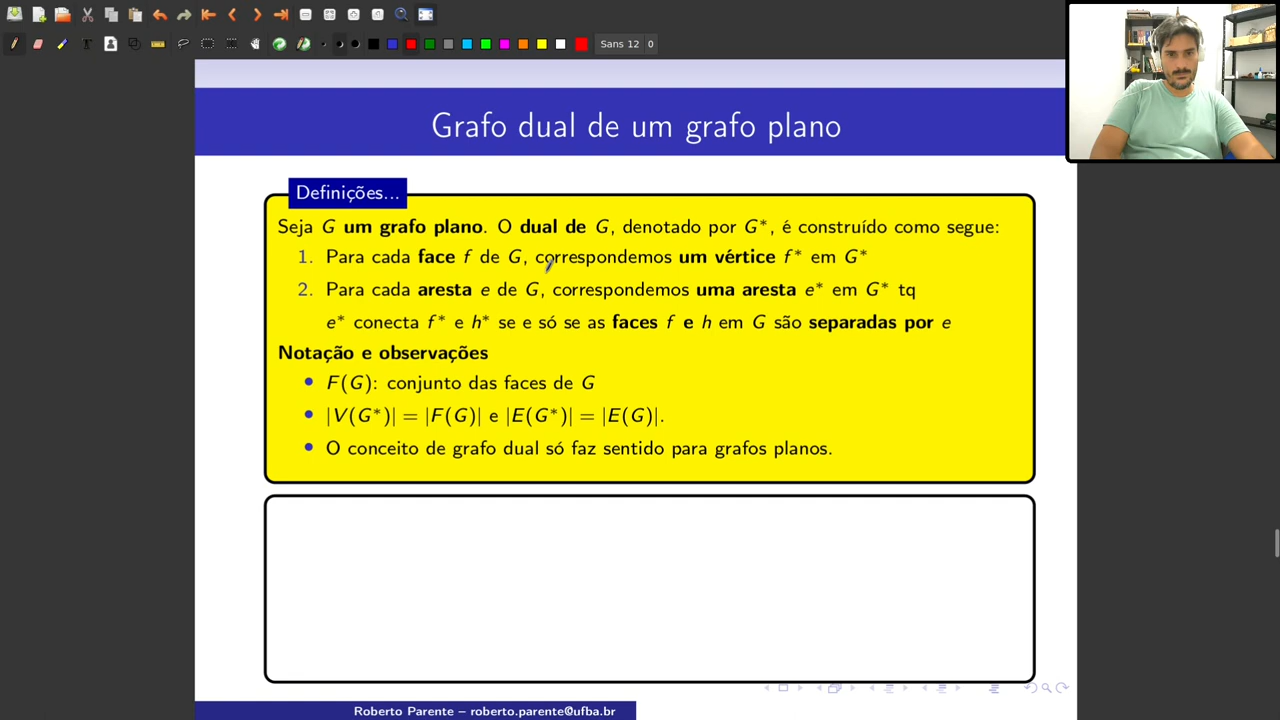 Sans 12 0
Grafo dual de um grafo plano
Definições...
Seja G um grafo plano. O dual de G, denotado por G*, é construído como segue:
1. Para cada face f de G, correspondemos um vértice f* em G*
2. Para cada aresta e de G, correspondemos uma aresta e* em G* tq
e* conecta f* e h* se e só se as faces f e h em G são separadas por e
Notação e observações
• F(G): conjunto das faces de G
• |V(G*)| = |F(G)| e |E(G*)| = |E(G)|.
• O conceito de grafo dual só faz sentido para grafos planos.
Roberto Parente – roberto.parente@ufba.br